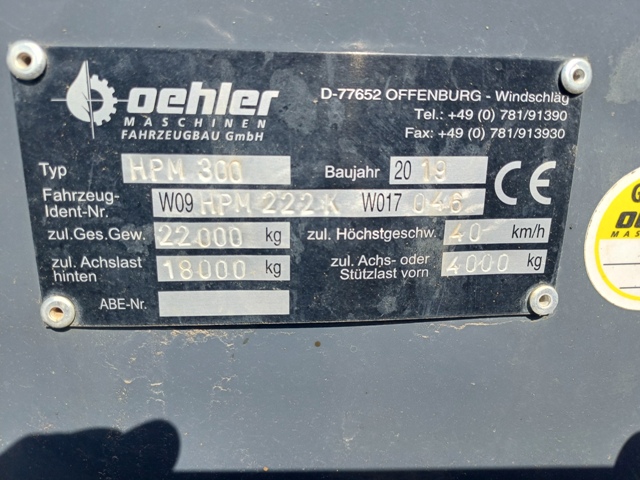 oehler
MASCHINEN
FAHRZEUGBAU GmbH
D-77652 OFFENBURG - Windschläg
Tel.: +49 (0) 781/91390
Fax: +49 (0) 781/913930
Typ HPM 300 Baujahr 2019 CE
Fahrzeug-
Ident-Nr. W09 HPM 222 K W017 046
zul.Ges.Gew. 22000 kg zul. Höchstgeschw. 40 km/h
zul. Achslast
hinten 18000 kg
zul. Achs- oder
Stützlast vorn 4000 kg
ABE-Nr.